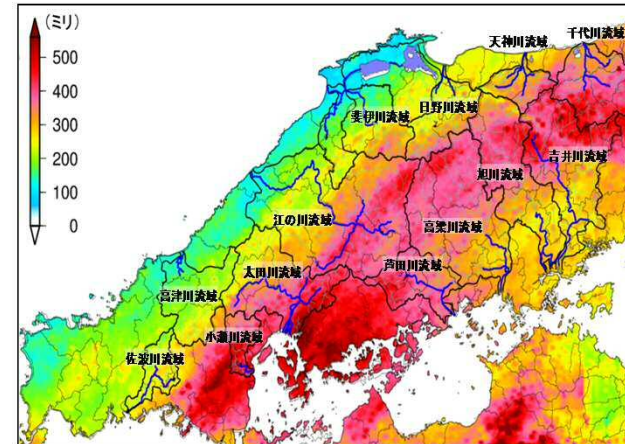 (ミリ)
500
400
300
200
100
0
千代川流域
天神川流域
日野川流域
斐伊川流域
吉井川流域
旭川流域
江の川流域
高梁川流域
太田川流域
芦田川流域
高津川流域
小瀬川流域
佐波川流域